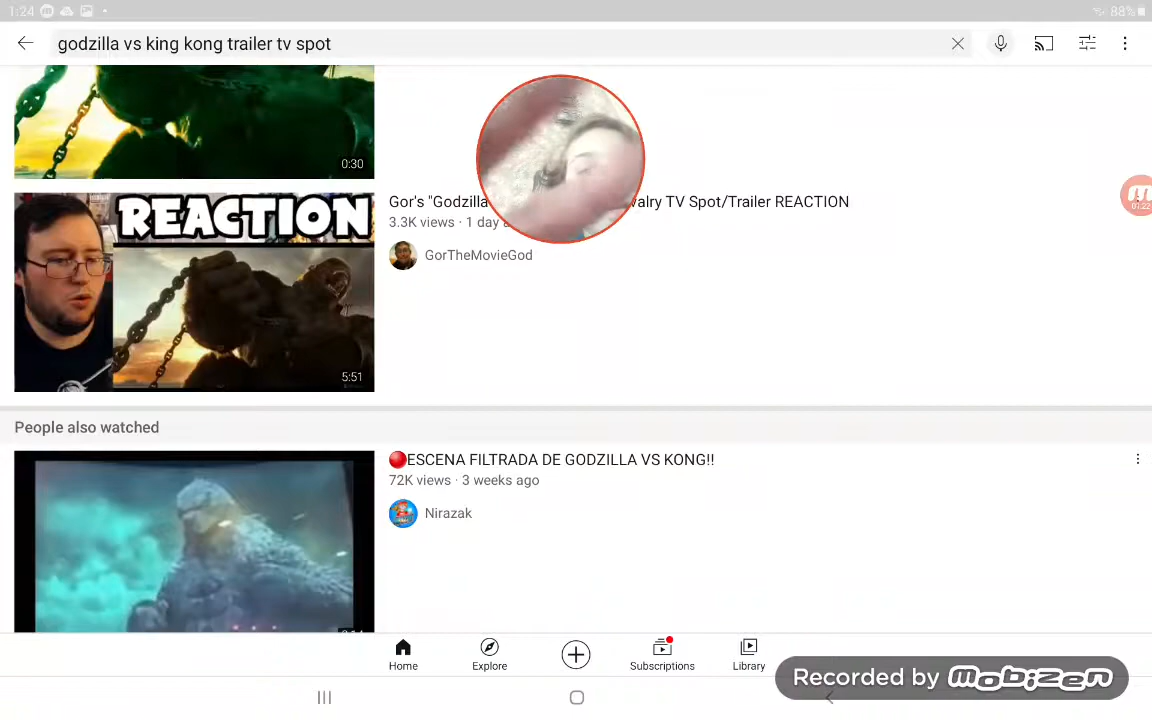 1:24
88%
godzilla vs king kong trailer tv spot
0:30
REACTION
Gor's "Godzilla
valry TV Spot/Trailer REACTION
3.3K views · 1 day
01:22
GorTheMovieGod
5:51
People also watched
🔴ESCENA FILTRADA DE GODZILLA VS KONG!!
72K views · 3 weeks ago
Nirazak
Home
Explore
Subscriptions
Library
Recorded by MOBIZEN